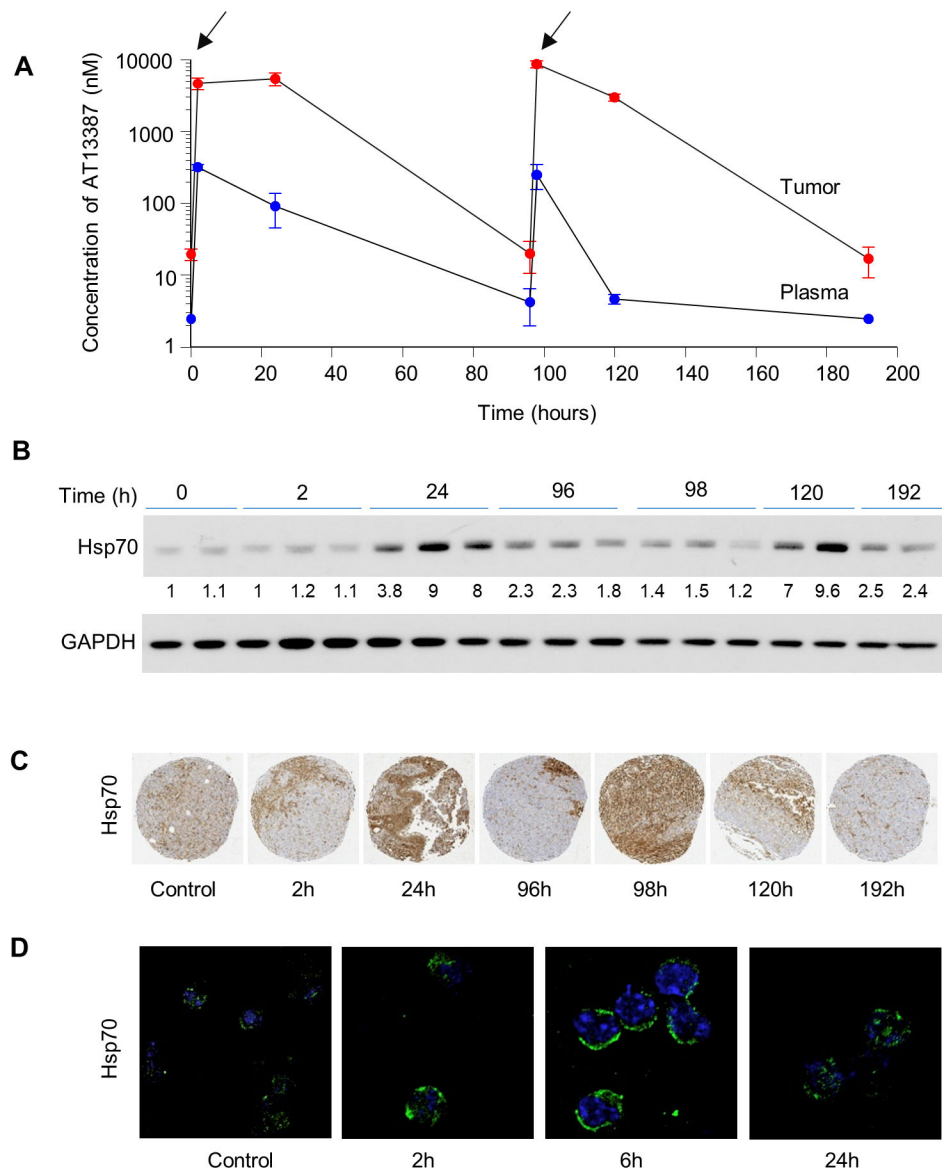 A
Concentration of AT13387 (nM)
10000
1000
100
10
1
Tumor
Plasma
0 20 40 60 80 100 120 140 160 180 200
Time (hours)
B
Time (h) 0 2 24 96 98 120 192
Hsp70
1 1.1 1 1.2 1.1 3.8 9 8 2.3 2.3 1.8 1.4 1.5 1.2 7 9.6 2.5 2.4
GAPDH
C
Hsp70
Control 2h 24h 96h 98h 120h 192h
D
Hsp70
Control 2h 6h 24h